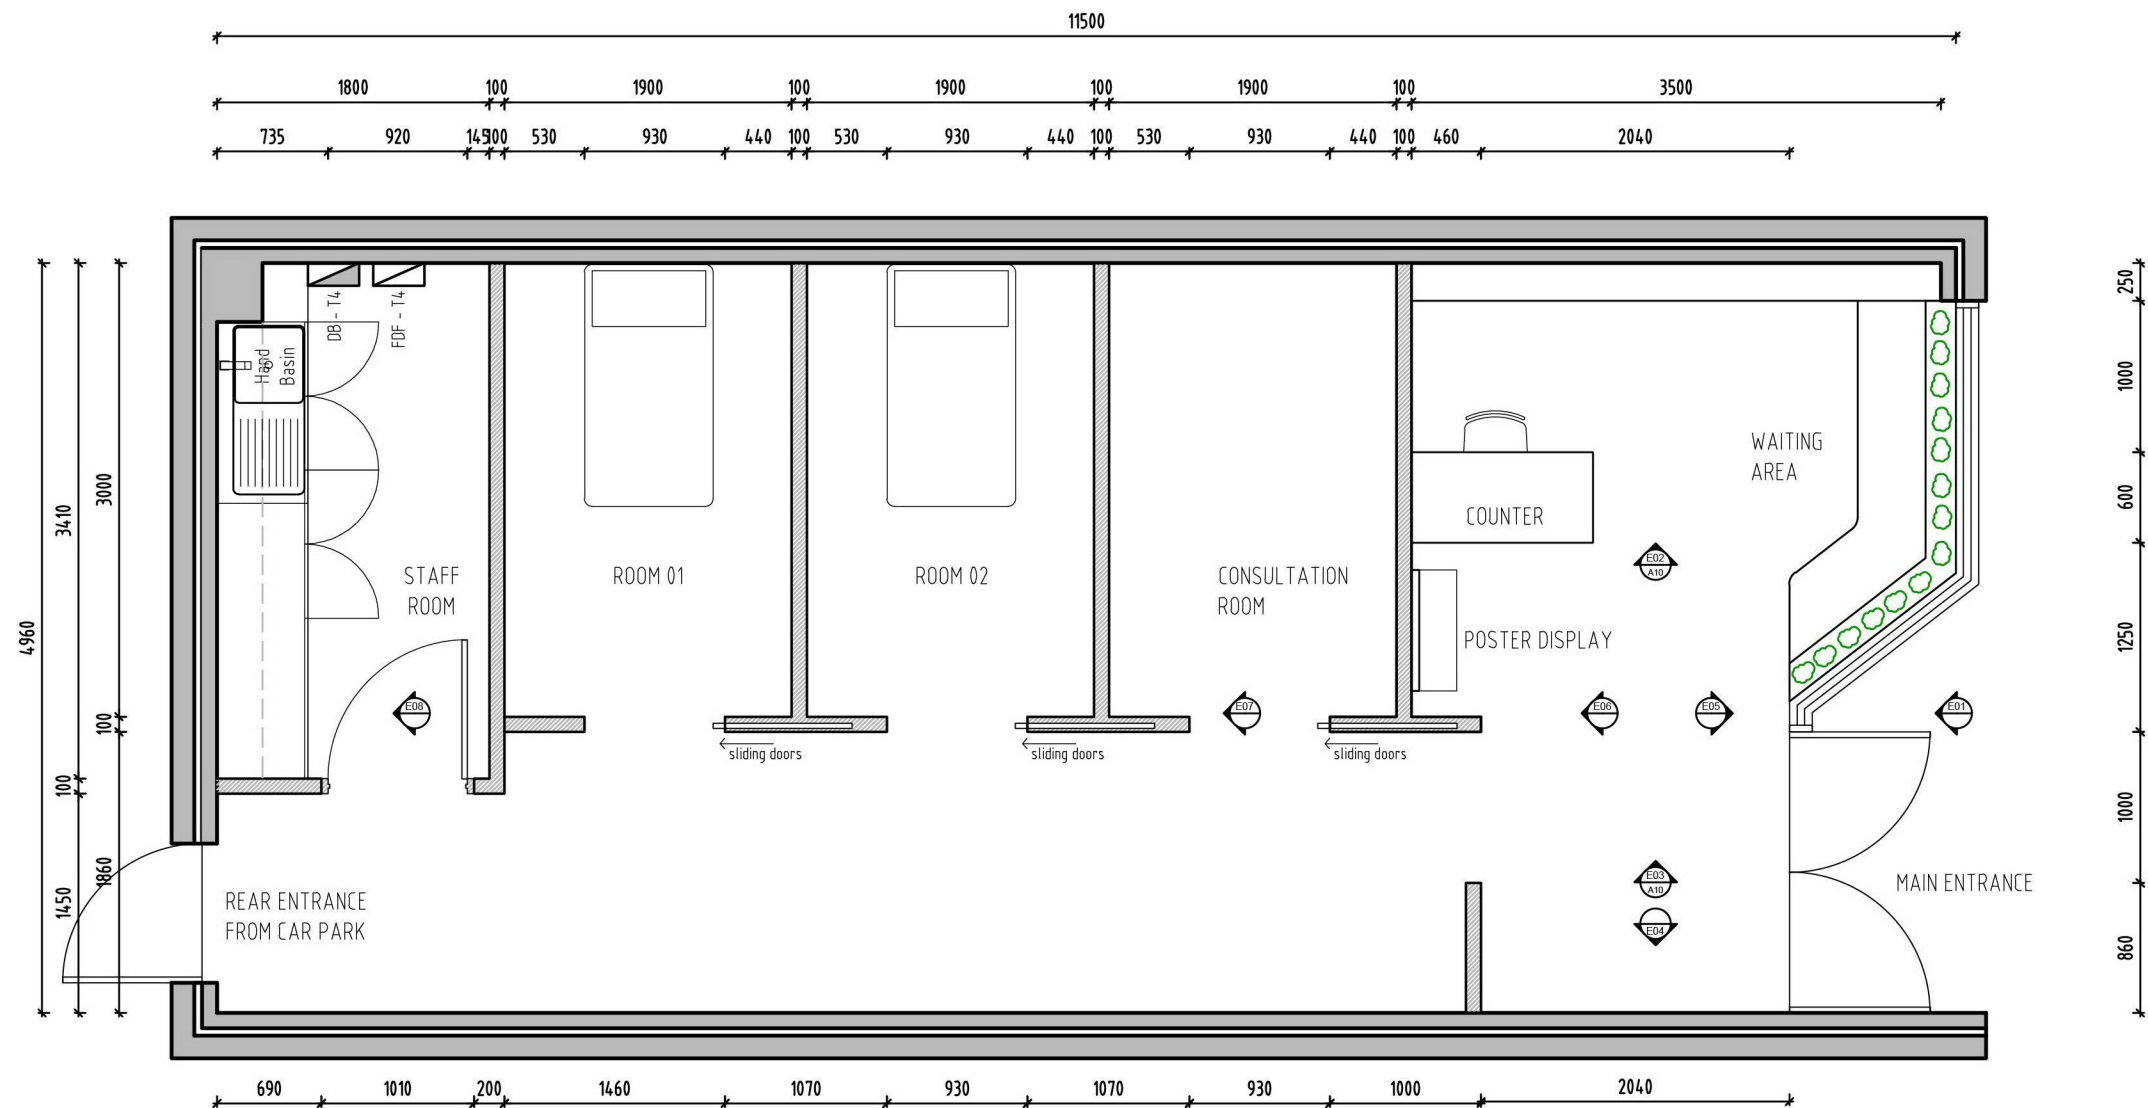 11500
1800 100 1900 100 1900 100 1900 100 3500
735 920 145 100 530 930 440 100 530 930 440 100 530 930 440 100 460 2040
250
1000
600
1250
1000
860
4960
3410
100
1450
3000
100
1860
DB - T4
FDF - T4
Hand
Basin
STAFF
ROOM
ROOM 01
ROOM 02
CONSULTATION
ROOM
WAITING
AREA
COUNTER
POSTER DISPLAY
E02
A10
E08
E07
E06
E05
E01
sliding doors
sliding doors
sliding doors
E03
A10
E04
MAIN ENTRANCE
REAR ENTRANCE
FROM CAR PARK
690 1010 200 1460 1070 930 1070 930 1000 2040